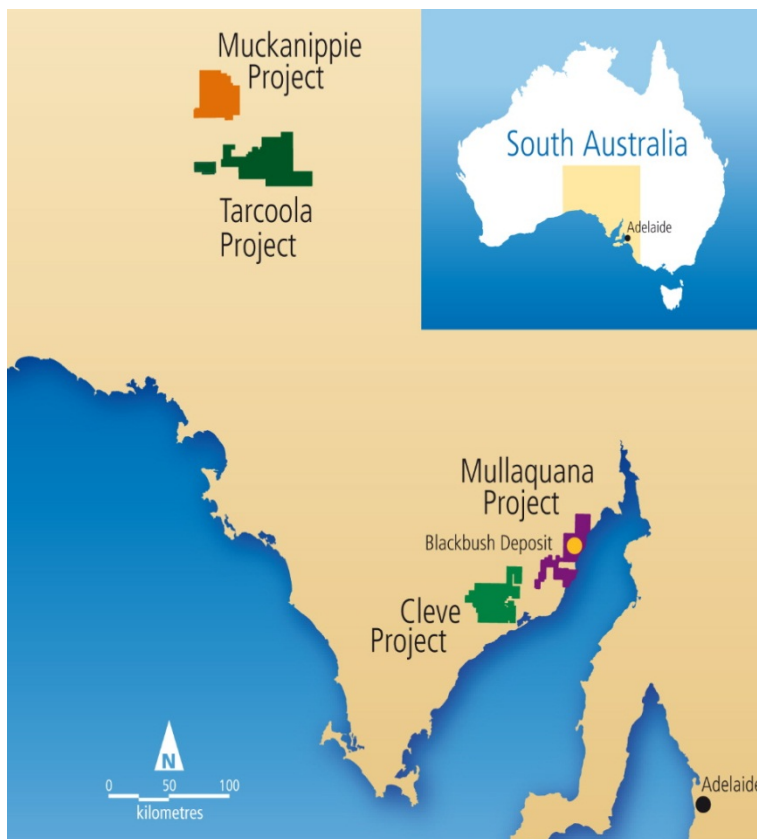 Muckanippie
Project
Tarcoola
Project
South Australia
Adelaide
Mullaquana
Project
Blackbush Deposit
Cleve
Project
N
0 50 100
kilometres
Adelaide